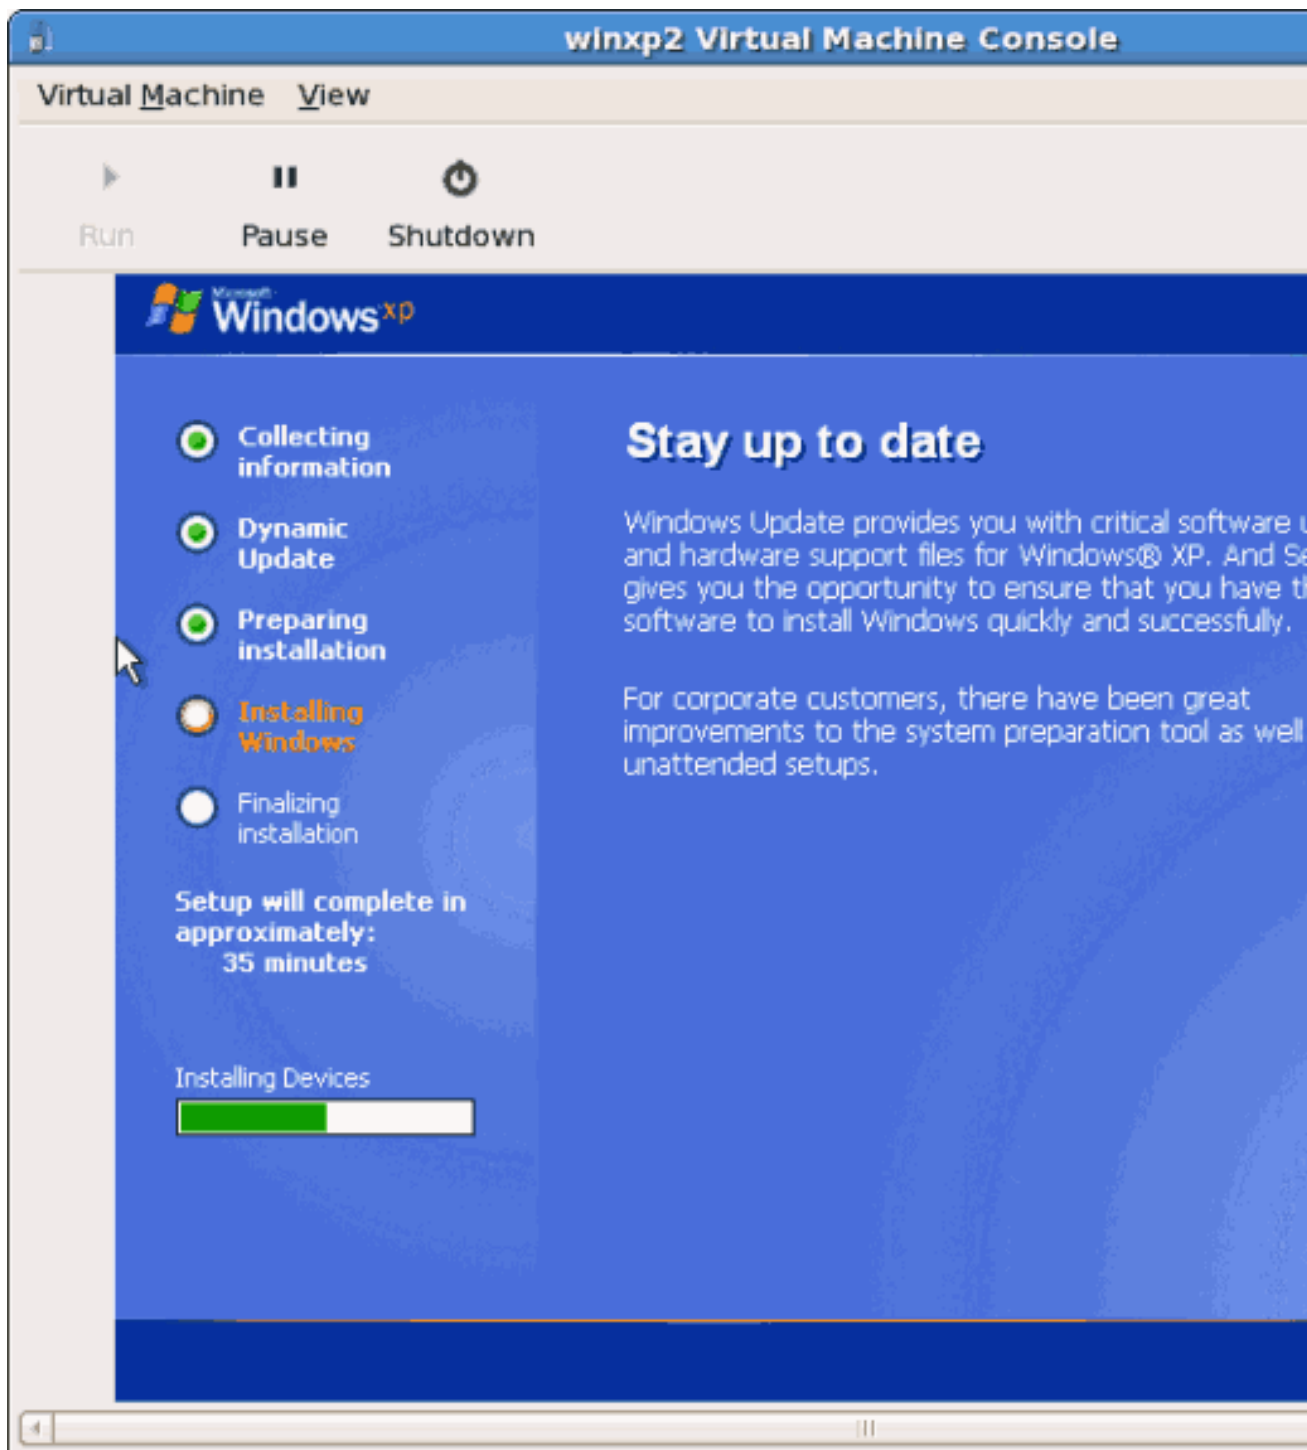 winxp2 Virtual Machine Console
Virtual Machine View
Run Pause Shutdown
Microsoft
Windows xp
Collecting
information
Dynamic
Update
Preparing
installation
Installing
Windows
Finalizing
installation
Setup will complete in
approximately:
35 minutes
Installing Devices
Stay up to date
Windows Update provides you with critical software
and hardware support files for Windows® XP. And
gives you the opportunity to ensure that you have
software to install Windows quickly and successfully.
For corporate customers, there have been great
improvements to the system preparation tool as well
unattended setups.